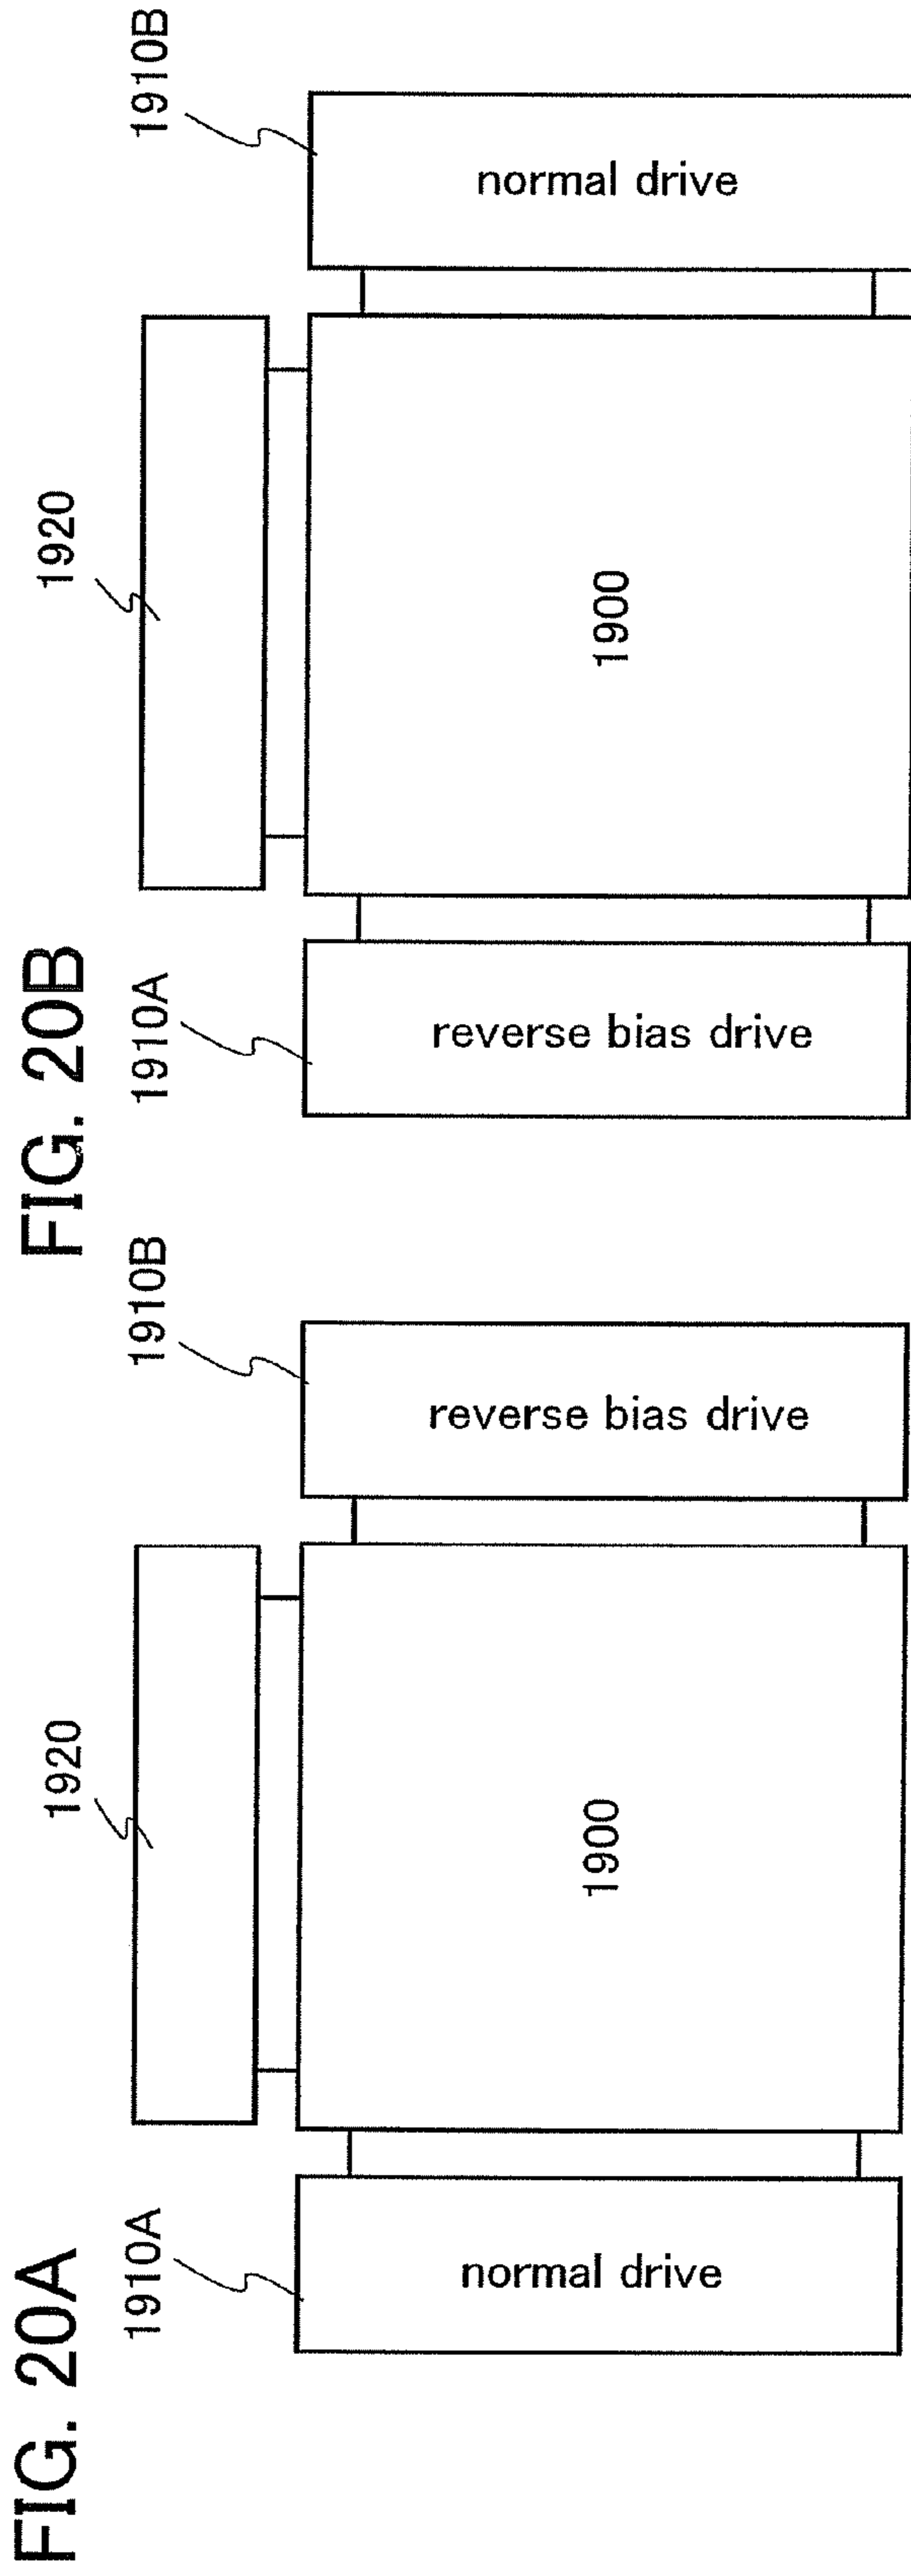 FIG. 20A
1910A
normal drive
1920
1900
1910B
reverse bias drive
FIG. 20B
1910A
reverse bias drive
1920
1900
1910B
normal drive